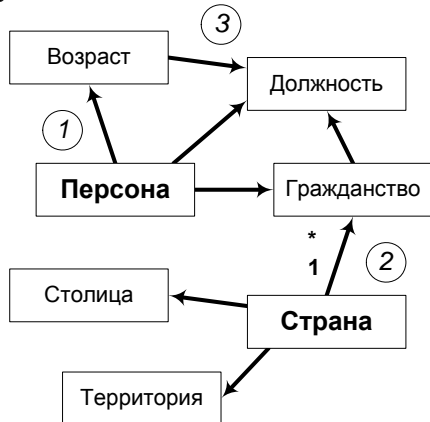 3
Возраст
Должность
1
Персона
Гражданство
*
1
2
Столица
Страна
Территория